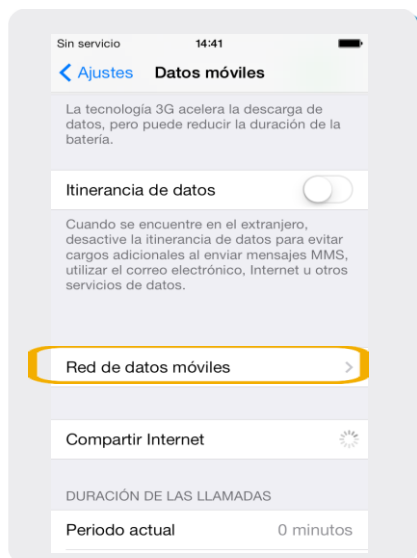 Sin servicio 14:41
Ajustes Datos móviles
La tecnología 3G acelera la descarga de
datos, pero puede reducir la duración de la
batería.
Itinerancia de datos
Cuando se encuentre en el extranjero,
desactive la itinerancia de datos para evitar
cargos adicionales al enviar mensajes MMS,
utilizar el correo electrónico, Internet u otros
servicios de datos.
Red de datos móviles
Compartir Internet
DURACIÓN DE LAS LLAMADAS
Periodo actual 0 minutos